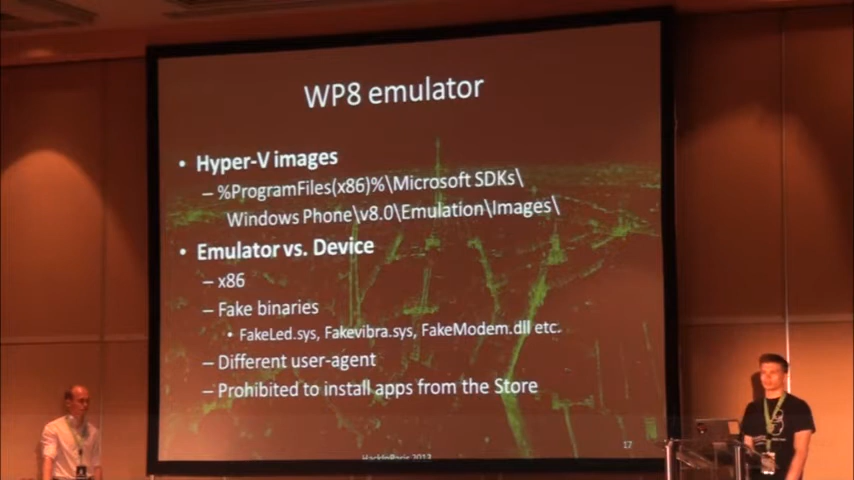 WP8 emulator
• Hyper-V images
– %ProgramFiles(x86)%\Microsoft SDKs\
Windows Phone\v8.0\Emulation\Images\
• Emulator vs. Device
– x86
– Fake binaries
• FakeLed.sys, Fakevibra.sys, FakeModem.dll etc.
– Different user-agent
– Prohibited to install apps from the Store
HackInParis 2013
17